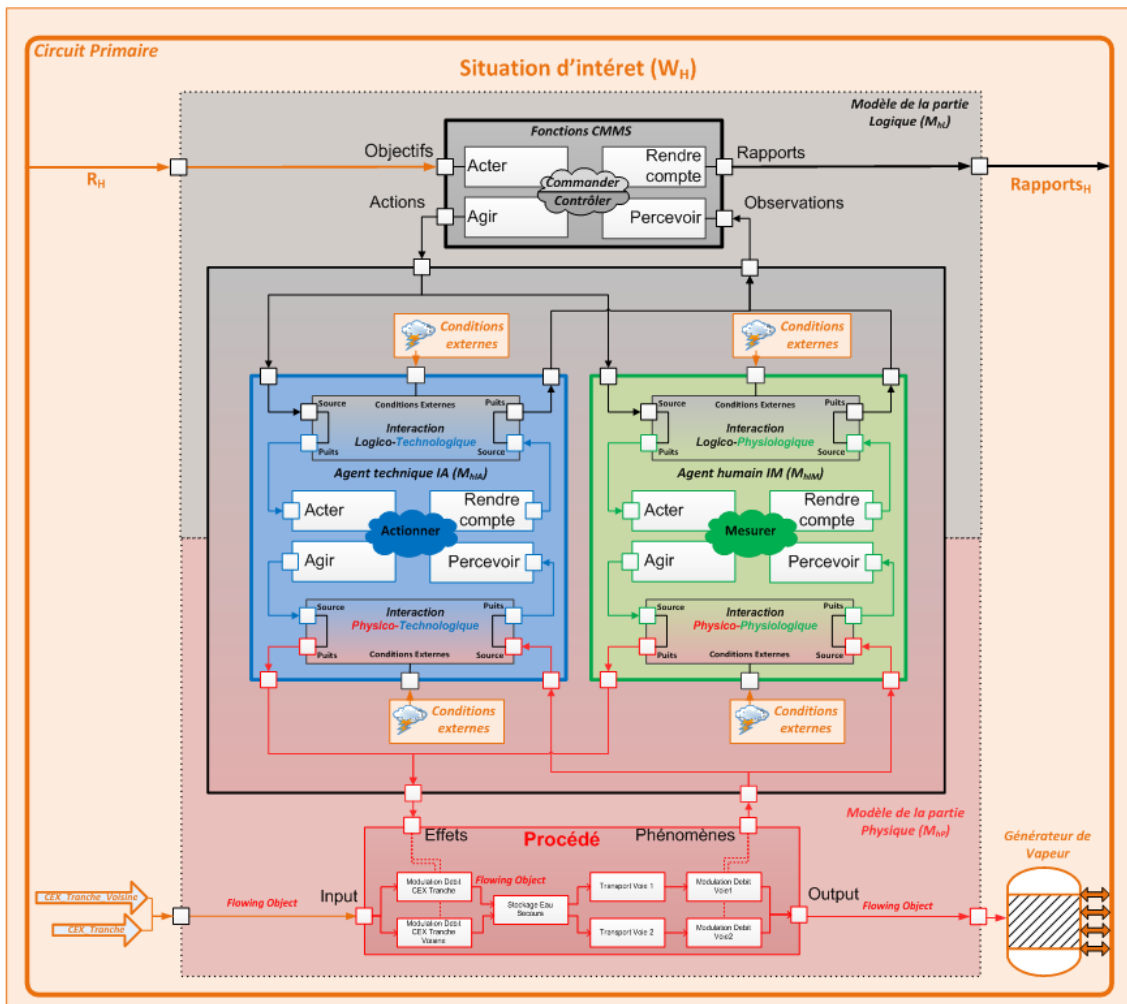 Circuit Primaire
Situation d'intéret (WH)
Modèle de la partie
Logique (MhL)
Fonctions CMMS
Objectifs
Acter
Rendre
compte
Rapports
Commander
Contrôler
RH
RapportsH
Actions
Agir
Percevoir
Observations
Conditions
externes
Conditions
externes
Source
Conditions Externes
Puits
Interaction
Logico-Technologique
Puits
Source
Agent technique IA (MhIA)
Acter
Rendre
compte
Actionner
Agir
Percevoir
Source
Interaction
Puits
Physico-Technologique
Puits
Conditions Externes
Source
Source
Conditions Externes
Puits
Interaction
Logico-Physiologique
Puits
Source
Agent humain IM (MhIM)
Acter
Rendre
compte
Mesurer
Agir
Percevoir
Source
Interaction
Puits
Physico-Physiologique
Puits
Conditions Externes
Source
Conditions
externes
Conditions
externes
Modèle de la partie
Physique (MhP)
Effets
Procédé
Phénomènes
Générateur de
Vapeur
CEX_Tranche_Voisine
CEX_Tranche
Flowing Object
Input
Modulation Debit
CEX Tranche
Flowing Object
Modulation Debit
CEX Tranche
Voisine
Stockage Eau
Secours
Transport Voie 1
Transport Voie 2
Modulation Debit
Voie1
Modulation Debit
Voie2
Output
Flowing Object